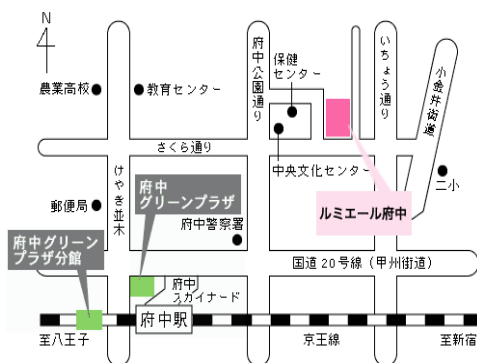 N
農業高校
教育センター
府中公園通り
保健
センター
いちょう通り
小金井街道
さくら通り
中央文化センター
けやき並木
府中
グリーンプラザ
郵便局
府中警察署
ルミエール府中
二小
府中グリーン
プラザ分館
国道20号線（甲州街道）
府中
スカイナード
府中駅
至八王子
京王線
至新宿